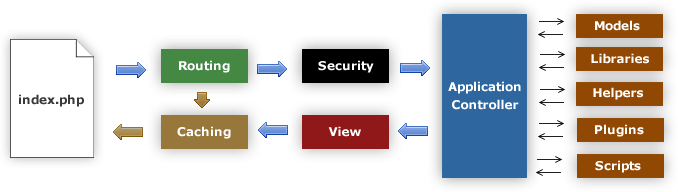 index.php
Routing
Security
Caching
View
Application
Controller
Models
Libraries
Helpers
Plugins
Scripts